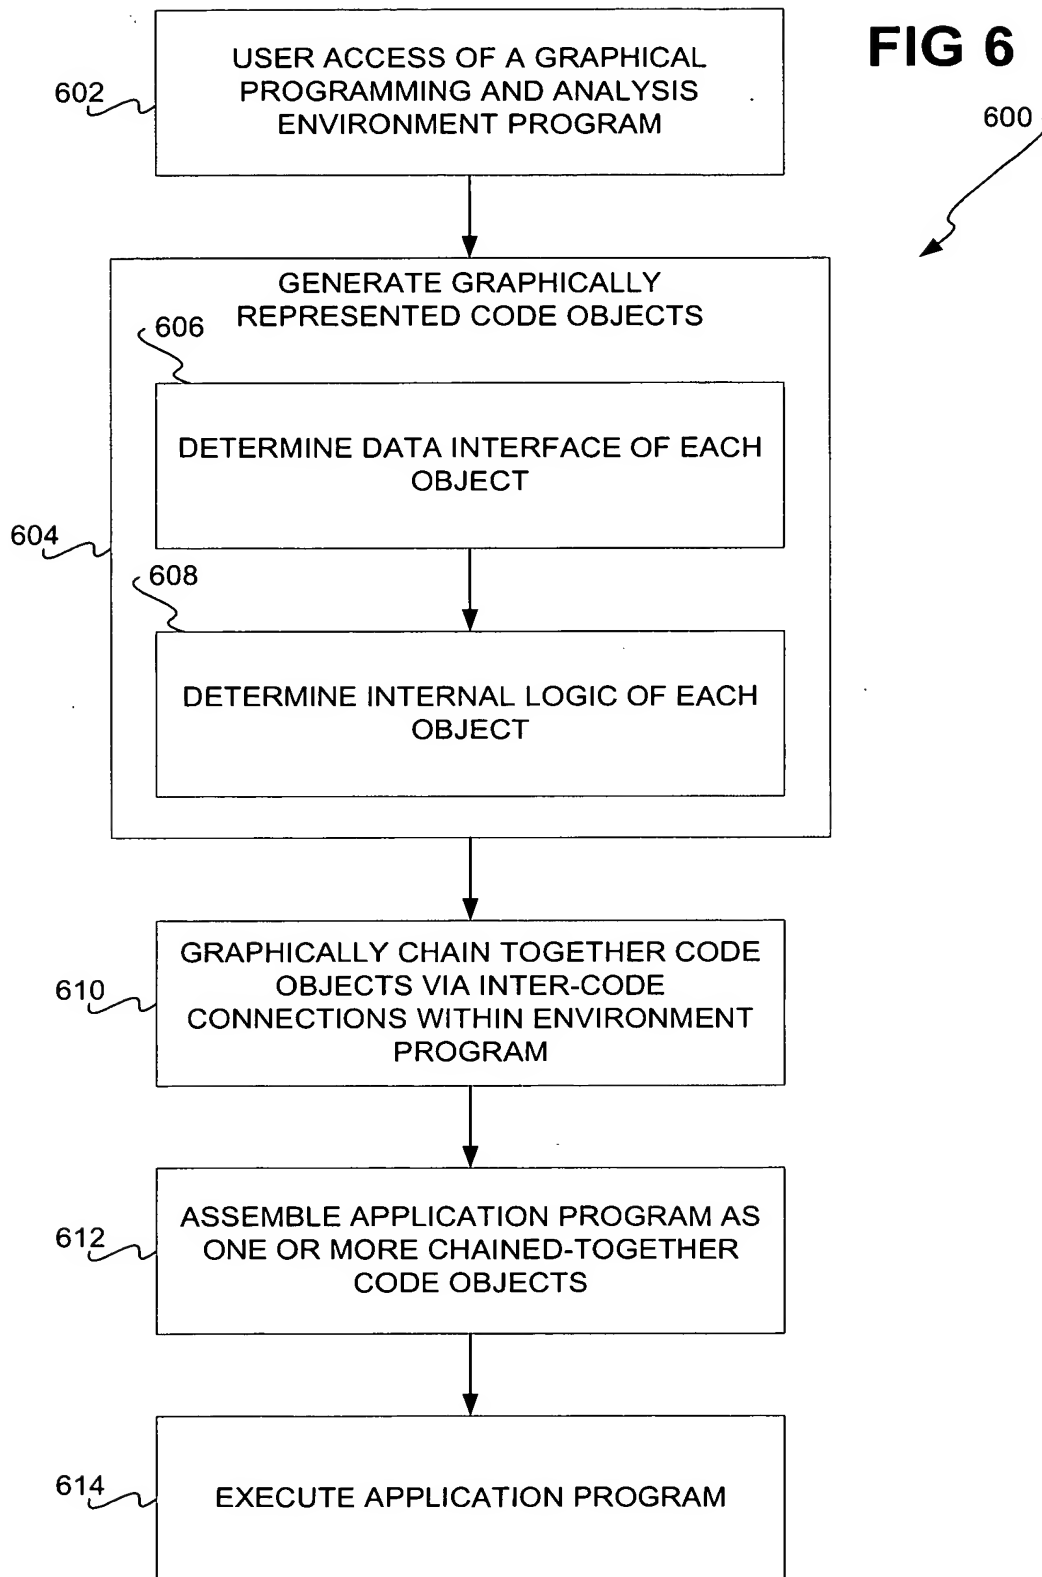 FIG 6
600
602
USER ACCESS OF A GRAPHICAL
PROGRAMMING AND ANALYSIS
ENVIRONMENT PROGRAM
604
GENERATE GRAPHICALLY
REPRESENTED CODE OBJECTS
606
DETERMINE DATA INTERFACE OF EACH
OBJECT
608
DETERMINE INTERNAL LOGIC OF EACH
OBJECT
610
GRAPHICALLY CHAIN TOGETHER CODE
OBJECTS VIA INTER-CODE
CONNECTIONS WITHIN ENVIRONMENT
PROGRAM
612
ASSEMBLE APPLICATION PROGRAM AS
ONE OR MORE CHAINED-TOGETHER
CODE OBJECTS
614
EXECUTE APPLICATION PROGRAM